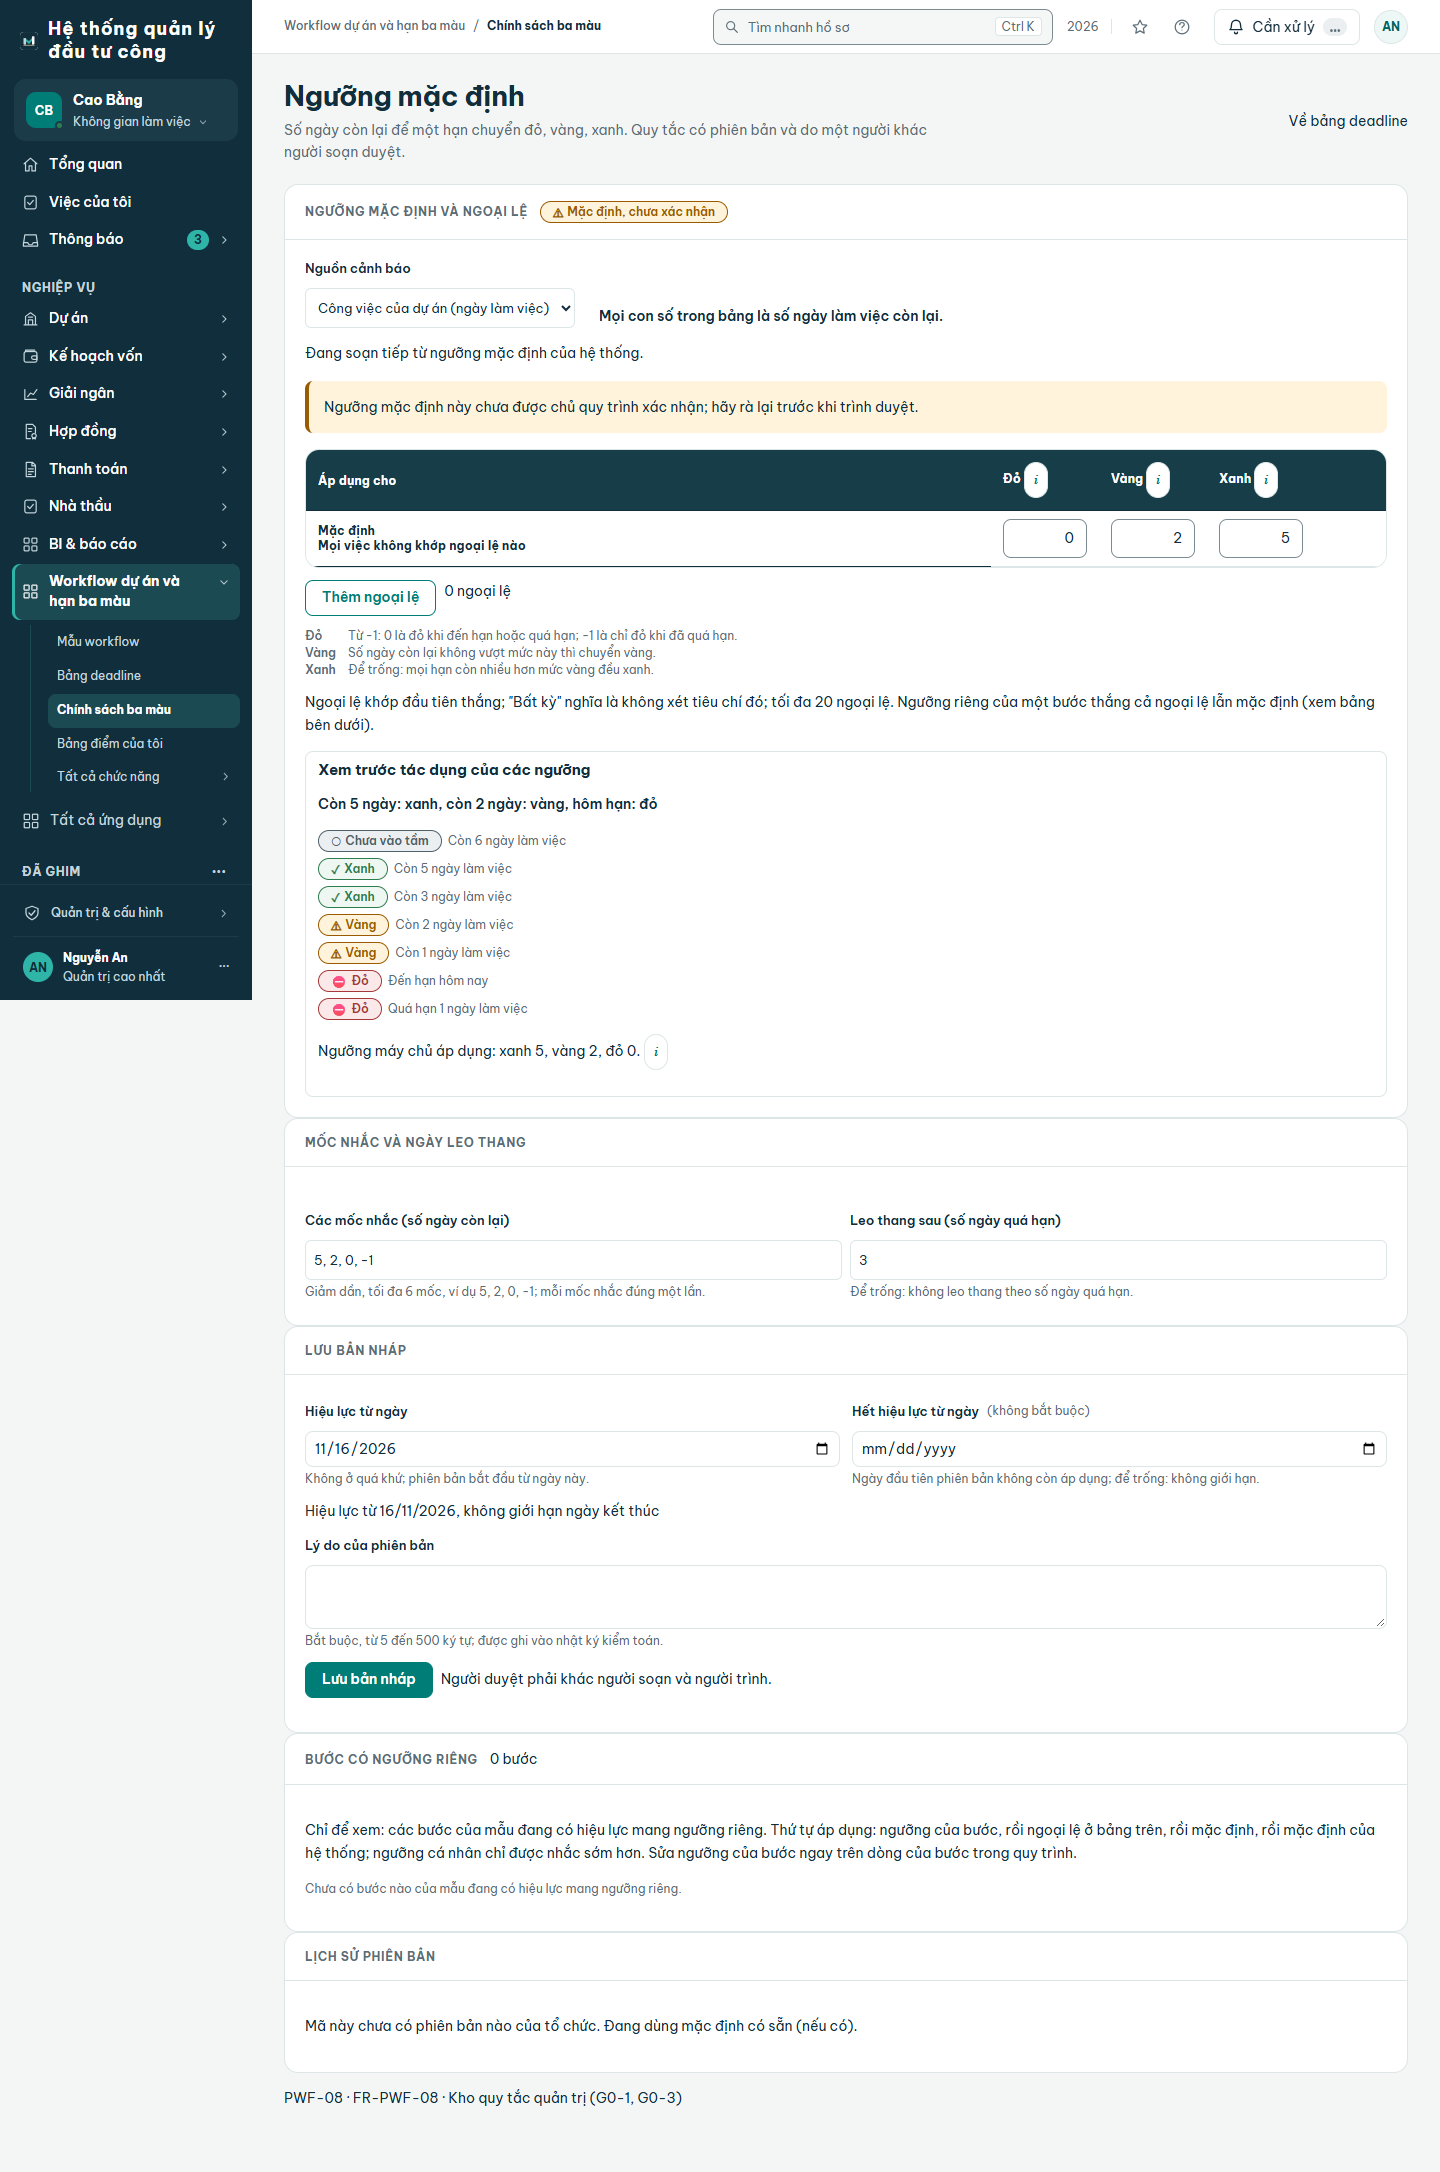 Hệ thống quản lý
đầu tư công
CB
Cao Bằng
Không gian làm việc
Tổng quan
Việc của tôi
Thông báo 3
NGHIỆP VỤ
Dự án
Kế hoạch vốn
Giải ngân
Hợp đồng
Thanh toán
Nhà thầu
BI & báo cáo
Workflow dự án và
hạn ba màu
Mẫu workflow
Bảng deadline
Chính sách ba màu
Bảng điểm của tôi
Tất cả chức năng
Tất cả ứng dụng
ĐÃ GHIM
Quản trị & cấu hình
AN
Nguyễn An
Quản trị cao nhất
Workflow dự án và hạn ba màu / Chính sách ba màu
Tìm nhanh hồ sơ Ctrl K
2026
Cần xử lý ...
AN
Ngưỡng mặc định
Số ngày còn lại để một hạn chuyển đỏ, vàng, xanh. Quy tắc có phiên bản và do một người khác
người soạn duyệt.
Về bảng deadline
NGƯỠNG MẶC ĐỊNH VÀ NGOẠI LỆ Mặc định, chưa xác nhận
Nguồn cảnh báo
Công việc của dự án (ngày làm việc)
Mọi con số trong bảng là số ngày làm việc còn lại.
Đang soạn tiếp từ ngưỡng mặc định của hệ thống.
Ngưỡng mặc định này chưa được chủ quy trình xác nhận; hãy rà lại trước khi trình duyệt.
Áp dụng cho Đỏ i Vàng i Xanh i
Mặc định
Mọi việc không khớp ngoại lệ nào
0 2 5
Thêm ngoại lệ 0 ngoại lệ
Đỏ Từ -1: 0 là đỏ khi đến hạn hoặc quá hạn; -1 là chỉ đỏ khi đã quá hạn.
Vàng Số ngày còn lại không vượt mức này thì chuyển vàng.
Xanh Để trống: mọi hạn còn nhiều hơn mức vàng đều xanh.
Ngoại lệ khớp đầu tiên thắng; "Bất kỳ" nghĩa là không xét tiêu chí đó; tối đa 20 ngoại lệ. Ngưỡng riêng của một bước thắng cả ngoại lệ lẫn mặc định (xem bảng
bên dưới).
Xem trước tác dụng của các ngưỡng
Còn 5 ngày: xanh, còn 2 ngày: vàng, hôm hạn: đỏ
Chưa vào tầm Còn 6 ngày làm việc
Xanh Còn 5 ngày làm việc
Xanh Còn 3 ngày làm việc
Vàng Còn 2 ngày làm việc
Vàng Còn 1 ngày làm việc
Đỏ Đến hạn hôm nay
Đỏ Quá hạn 1 ngày làm việc
Ngưỡng máy chủ áp dụng: xanh 5, vàng 2, đỏ 0. i
MỐC NHẮC VÀ NGÀY LEO THANG
Các mốc nhắc (số ngày còn lại)
5, 2, 0, -1
Giảm dần, tối đa 6 mốc, ví dụ 5, 2, 0, -1; mỗi mốc nhắc đúng một lần.
Leo thang sau (số ngày quá hạn)
3
Để trống: không leo thang theo số ngày quá hạn.
LƯU BẢN NHÁP
Hiệu lực từ ngày
11/16/2026
Không ở quá khứ; phiên bản bắt đầu từ ngày này.
Hết hiệu lực từ ngày (không bắt buộc)
mm/dd/yyyy
Ngày đầu tiên phiên bản không còn áp dụng; để trống: không giới hạn.
Hiệu lực từ 16/11/2026, không giới hạn ngày kết thúc
Lý do của phiên bản
Bắt buộc, từ 5 đến 500 ký tự; được ghi vào nhật ký kiểm toán.
Lưu bản nháp Người duyệt phải khác người soạn và người trình.
BƯỚC CÓ NGƯỠNG RIÊNG 0 bước
Chỉ để xem: các bước của mẫu đang có hiệu lực mang ngưỡng riêng. Thứ tự áp dụng: ngưỡng của bước, rồi ngoại lệ ở bảng trên, rồi mặc định, rồi mặc định của
hệ thống; ngưỡng cá nhân chỉ được nhắc sớm hơn. Sửa ngưỡng của bước ngay trên dòng của bước trong quy trình.
Chưa có bước nào của mẫu đang có hiệu lực mang ngưỡng riêng.
LỊCH SỬ PHIÊN BẢN
Mã này chưa có phiên bản nào của tổ chức. Đang dùng mặc định có sẵn (nếu có).
PWF-08 · FR-PWF-08 · Kho quy tắc quản trị (G0-1, G0-3)